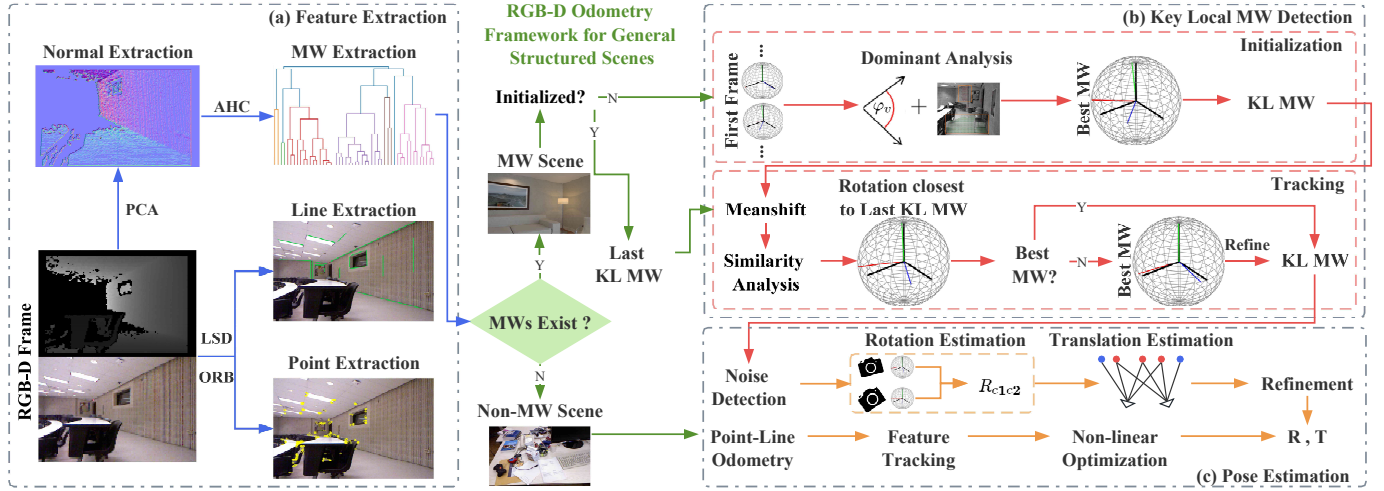 (a) Feature Extraction
Normal Extraction
MW Extraction
AHC
PCA
Line Extraction
LSD
ORB
Point Extraction
RGB-D Frame
RGB-D Odometry
Framework for General
Structured Scenes
Initialized?
N
Y
MW Scene
Last
KL MW
Y
MWs Exist ?
N
Non-MW Scene
(b) Key Local MW Detection
Initialization
First Frame
Dominant Analysis
φv
+
Best MW
KL MW
Tracking
Meanshift
Similarity
Analysis
Rotation closest
to Last KL MW
Best
MW?
Y
N
Best MW
Refine
KL MW
Rotation Estimation
Translation Estimation
Noise
Detection
Rc1c2
Refinement
Point-Line
Odometry
Feature
Tracking
Non-linear
Optimization
R , T
(c) Pose Estimation